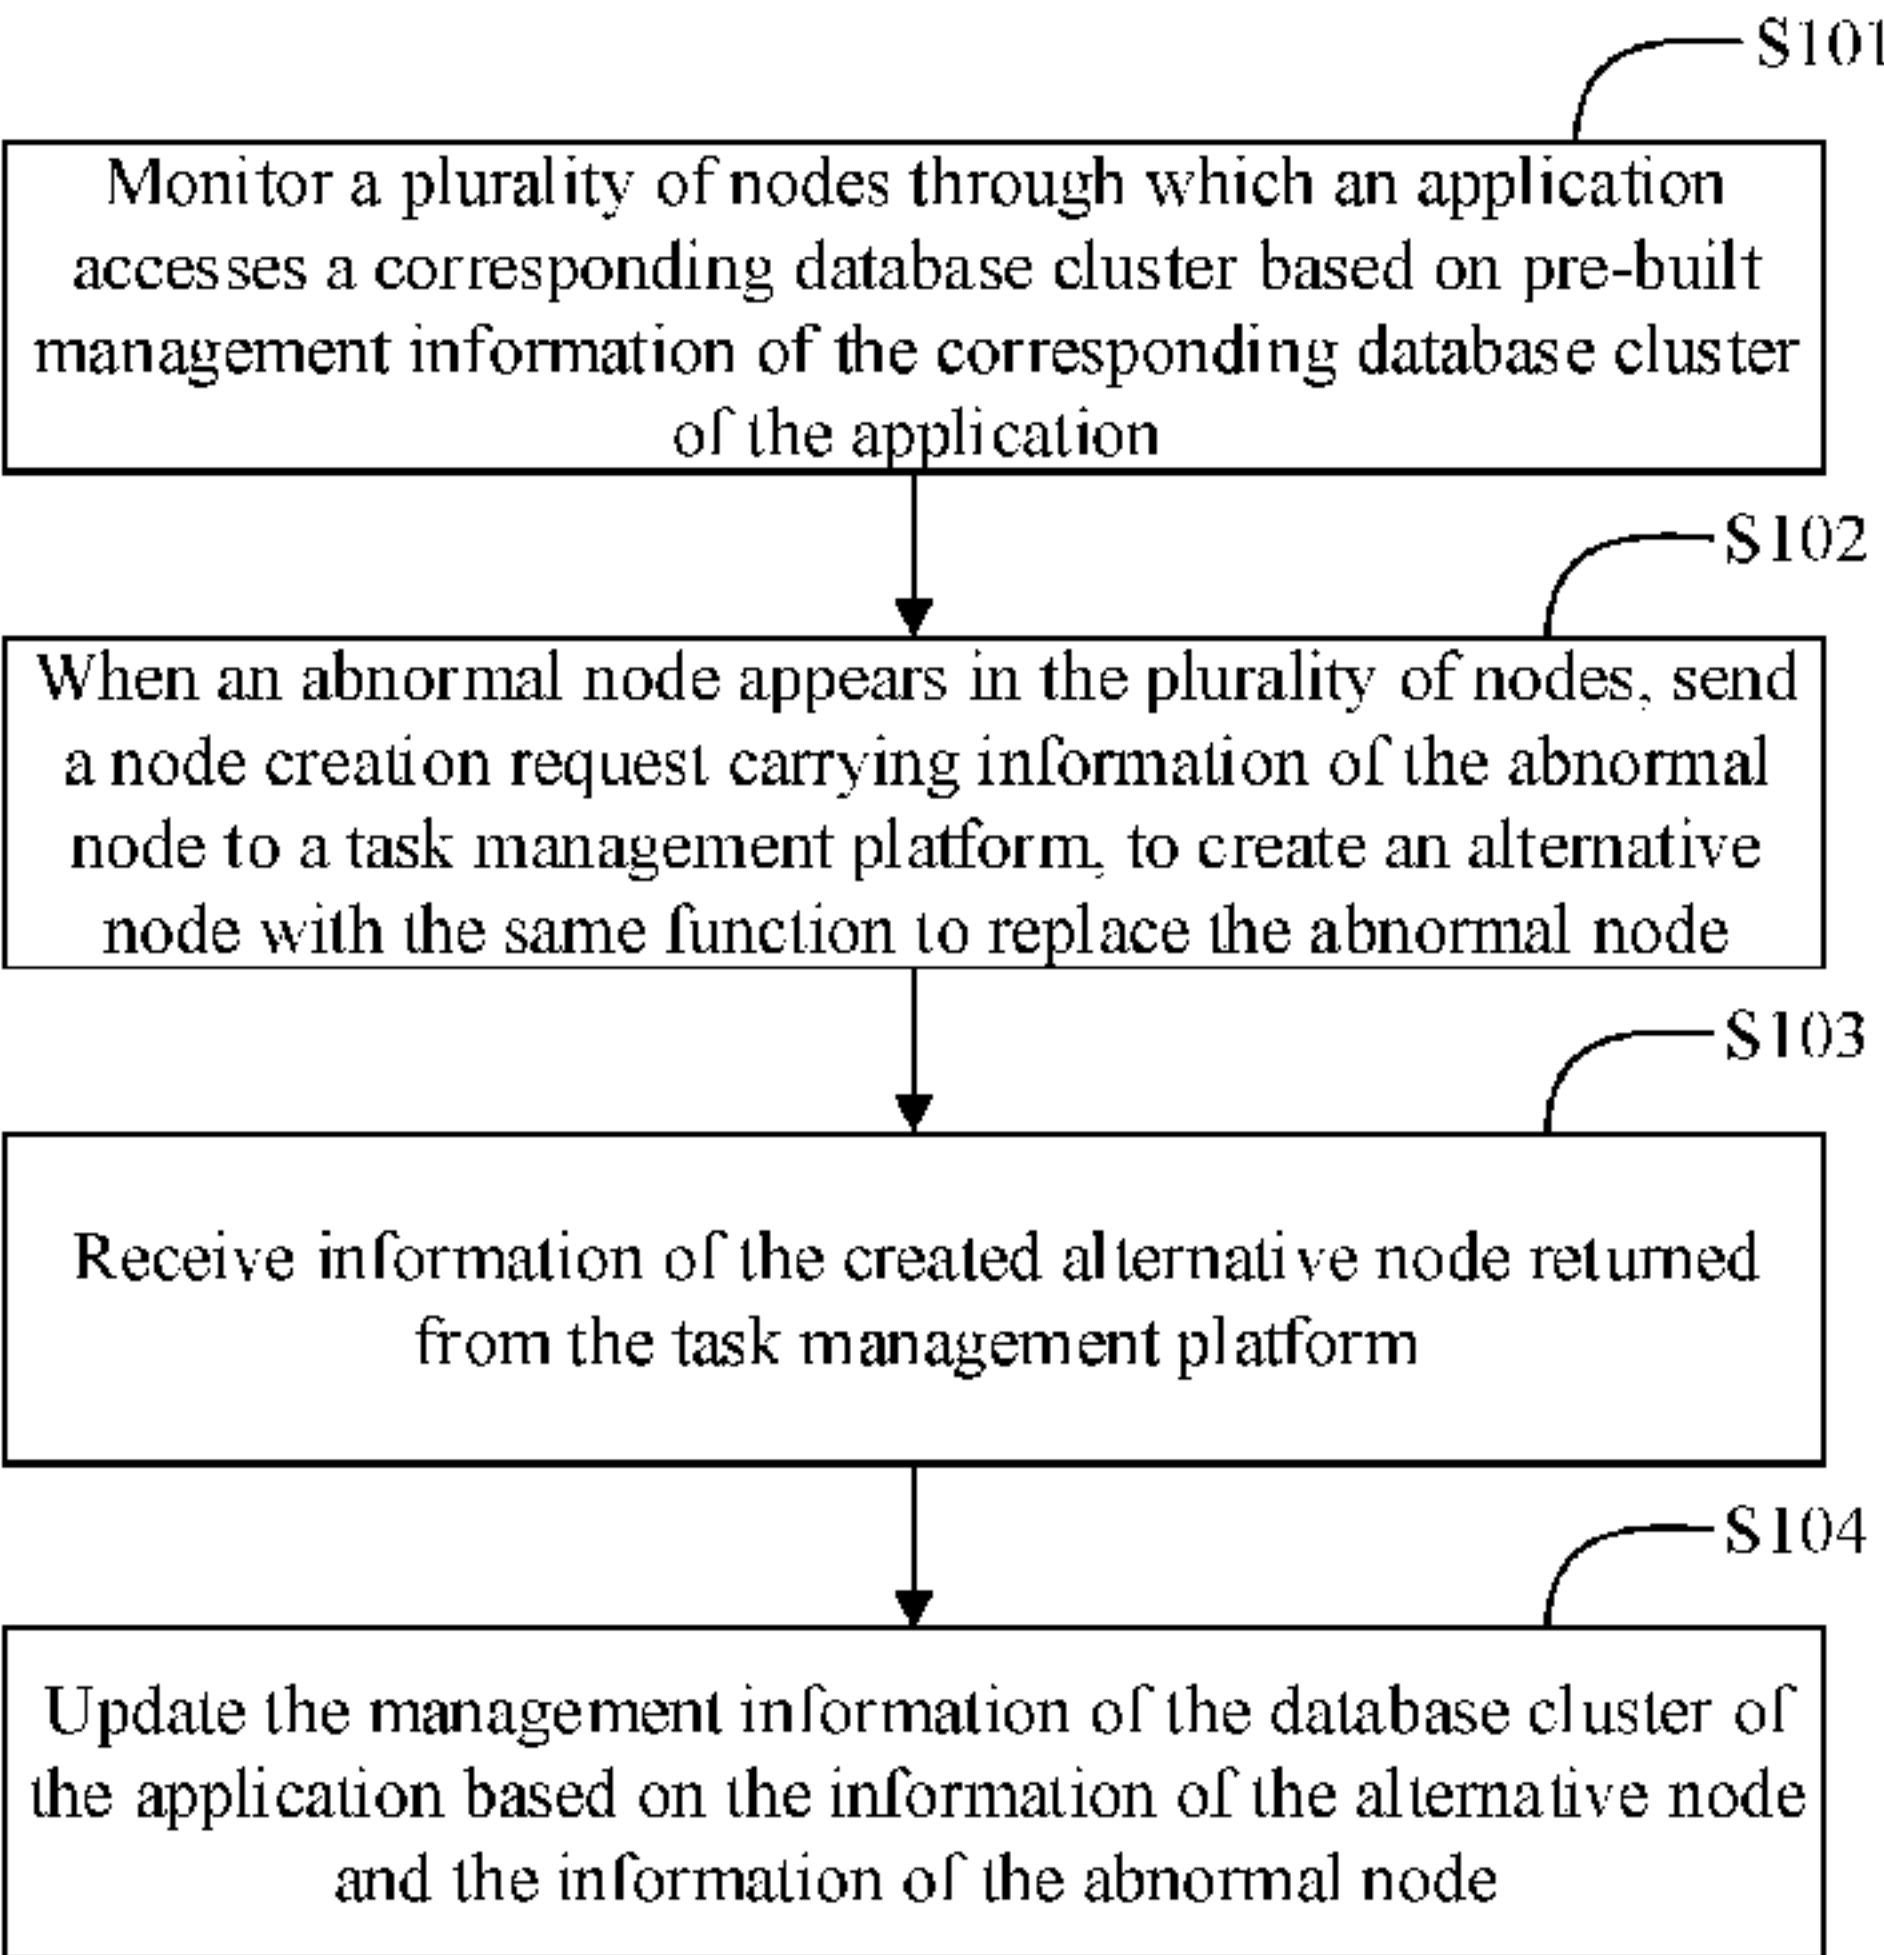 S101
Monitor a plurality of nodes through which an application
accesses a corresponding database cluster based on pre-built
management information of the corresponding database cluster
of the application
S102
When an abnormal node appears in the plurality of nodes, send
a node creation request carrying information of the abnormal
node to a task management platform, to create an alternative
node with the same function to replace the abnormal node
S103
Receive information of the created alternative node returned
from the task management platform
S104
Update the management information of the database cluster of
the application based on the information of the alternative node
and the information of the abnormal node